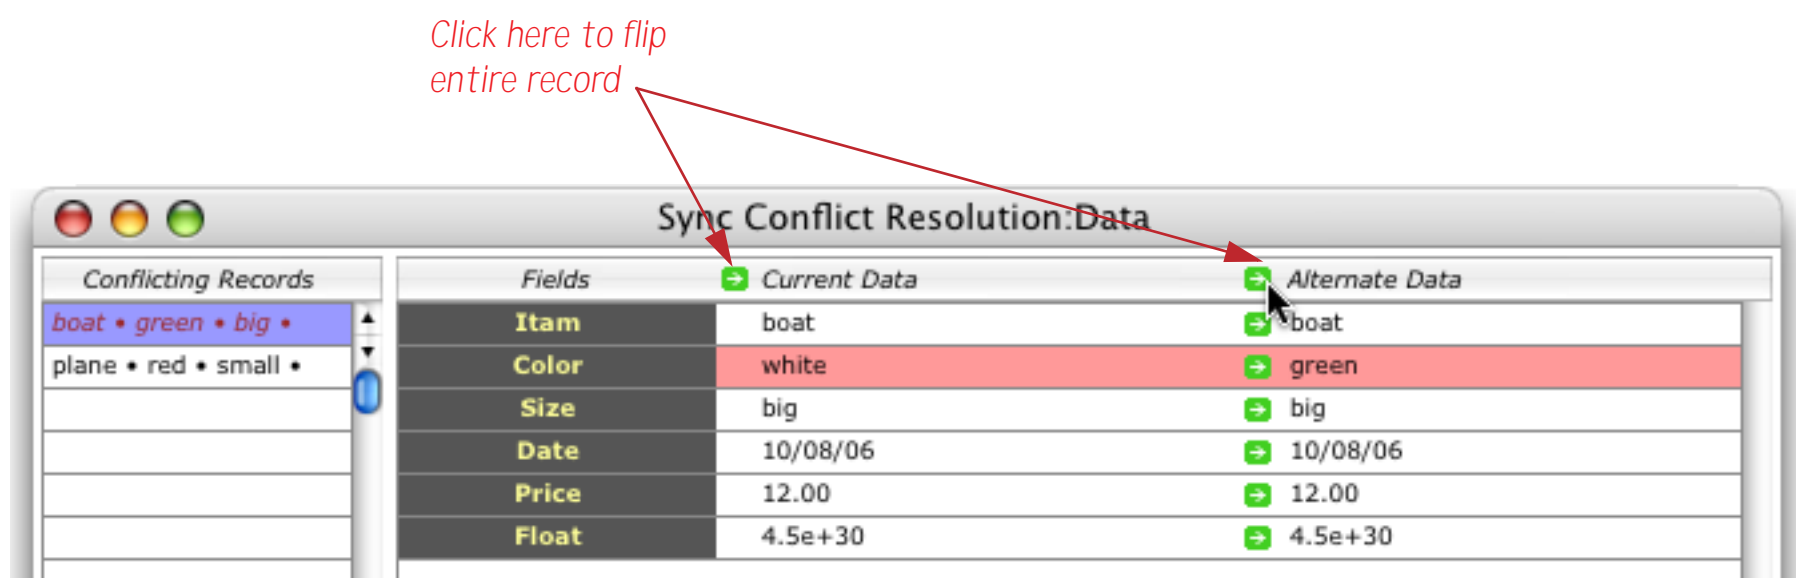 Click here to flip
entire record
Sync Conflict Resolution:Data
Conflicting Records
Fields
Current Data
Alternate Data
boat • green • big •
Itam
boat
boat
plane • red • small •
Color
white
green
Size
big
big
Date
10/08/06
10/08/06
Price
12.00
12.00
Float
4.5e+30
4.5e+30